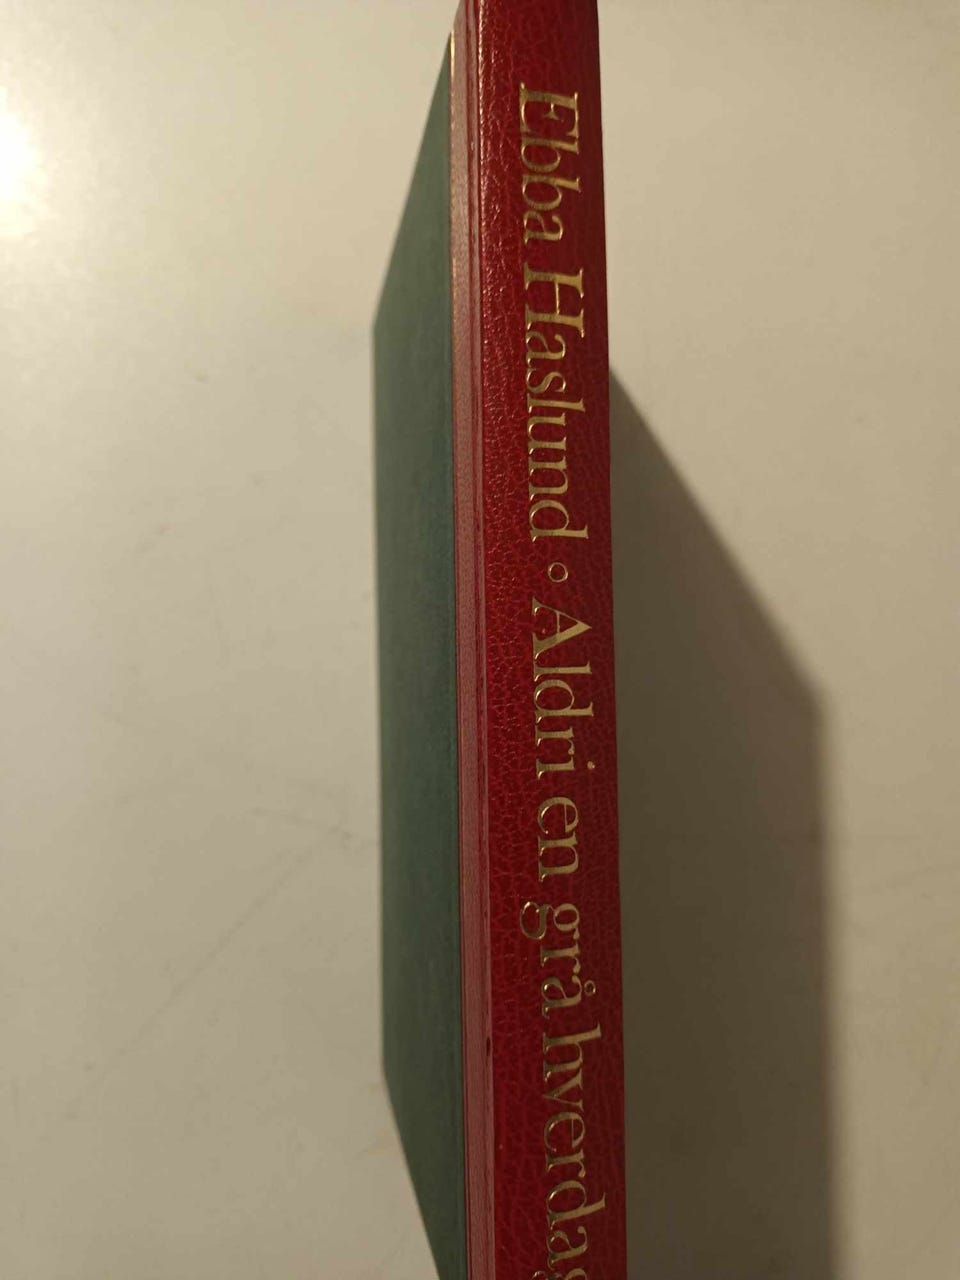 Ebba Haslund ∘ Aldri en grå hverdag